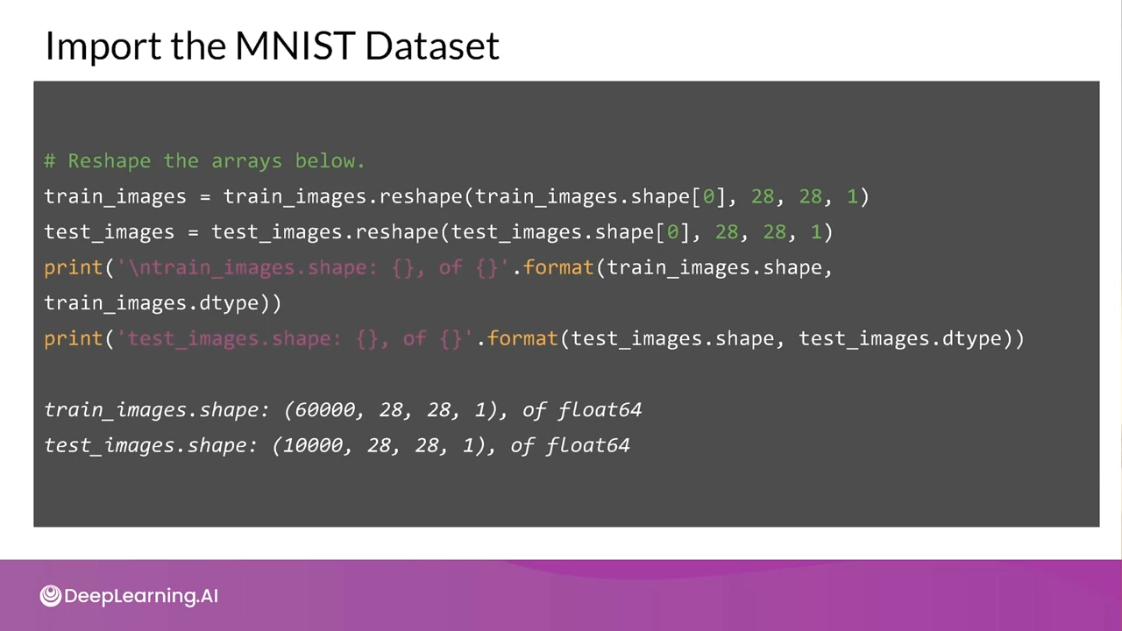 Import the MNIST Dataset
# Reshape the arrays below.
train_images = train_images.reshape(train_images.shape[0], 28, 28, 1)
test_images = test_images.reshape(test_images.shape[0], 28, 28, 1)
print('\ntrain_images.shape: {}, of {}'.format(train_images.shape,
train_images.dtype))
print('test_images.shape: {}, of {}'.format(test_images.shape, test_images.dtype))
train_images.shape: (60000, 28, 28, 1), of float64
test_images.shape: (10000, 28, 28, 1), of float64
DeepLearning.AI